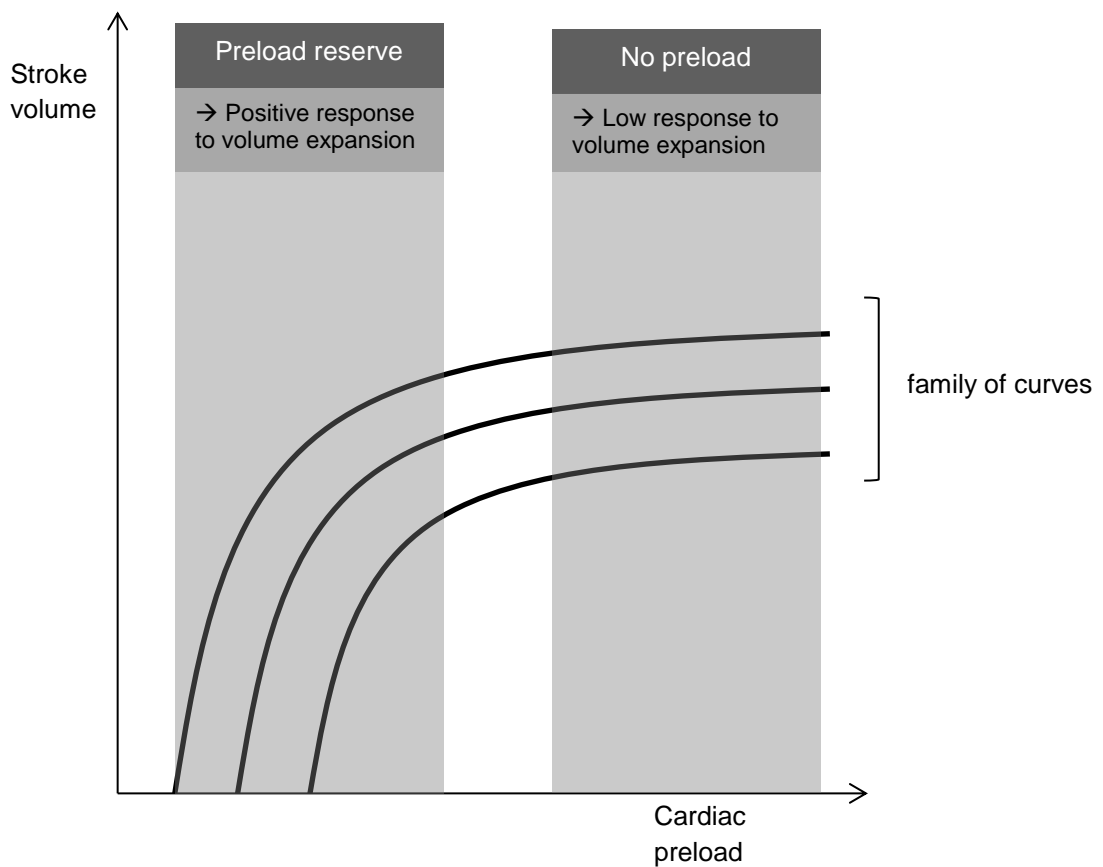 Stroke
volume
Preload reserve
→ Positive response
to volume expansion
No preload
→ Low response to
volume expansion
family of curves
Cardiac
preload